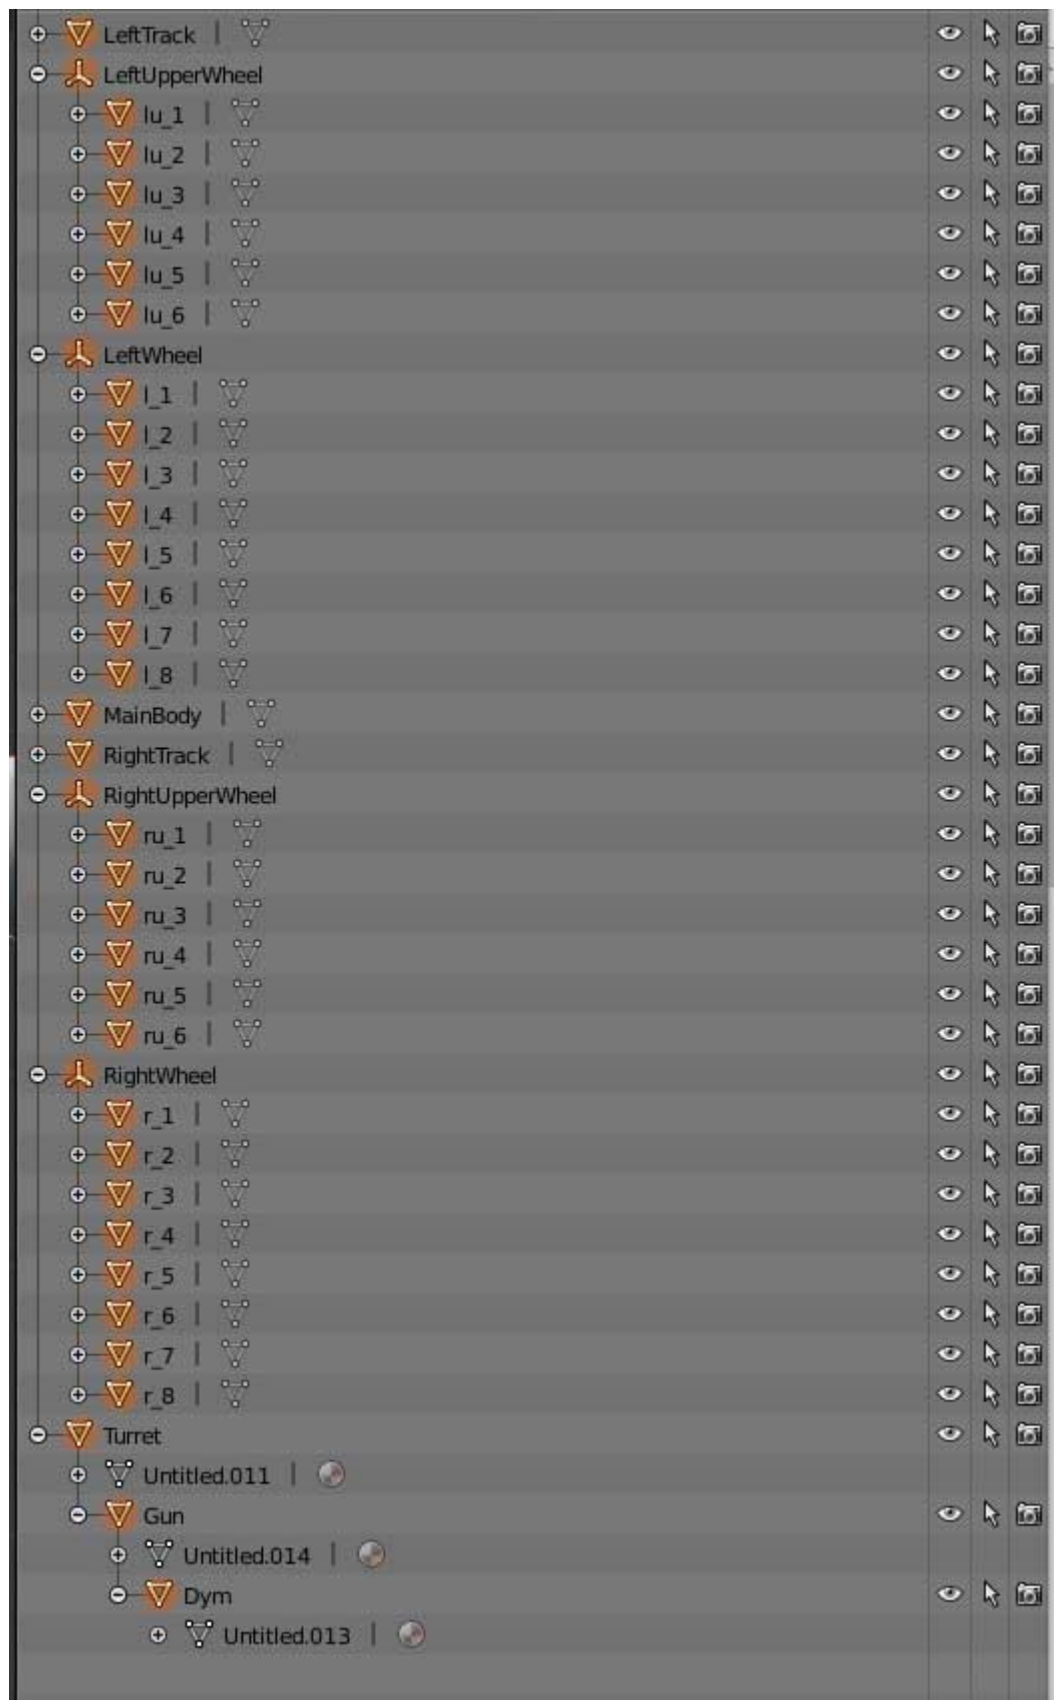 LeftTrack
LeftUpperWheel
lu_1
lu_2
lu_3
lu_4
lu_5
lu_6
LeftWheel
l_1
l_2
l_3
l_4
l_5
l_6
l_7
l_8
MainBody
RightTrack
RightUpperWheel
ru_1
ru_2
ru_3
ru_4
ru_5
ru_6
RightWheel
r_1
r_2
r_3
r_4
r_5
r_6
r_7
r_8
Turret
Untitled.011
Gun
Untitled.014
Dym
Untitled.013